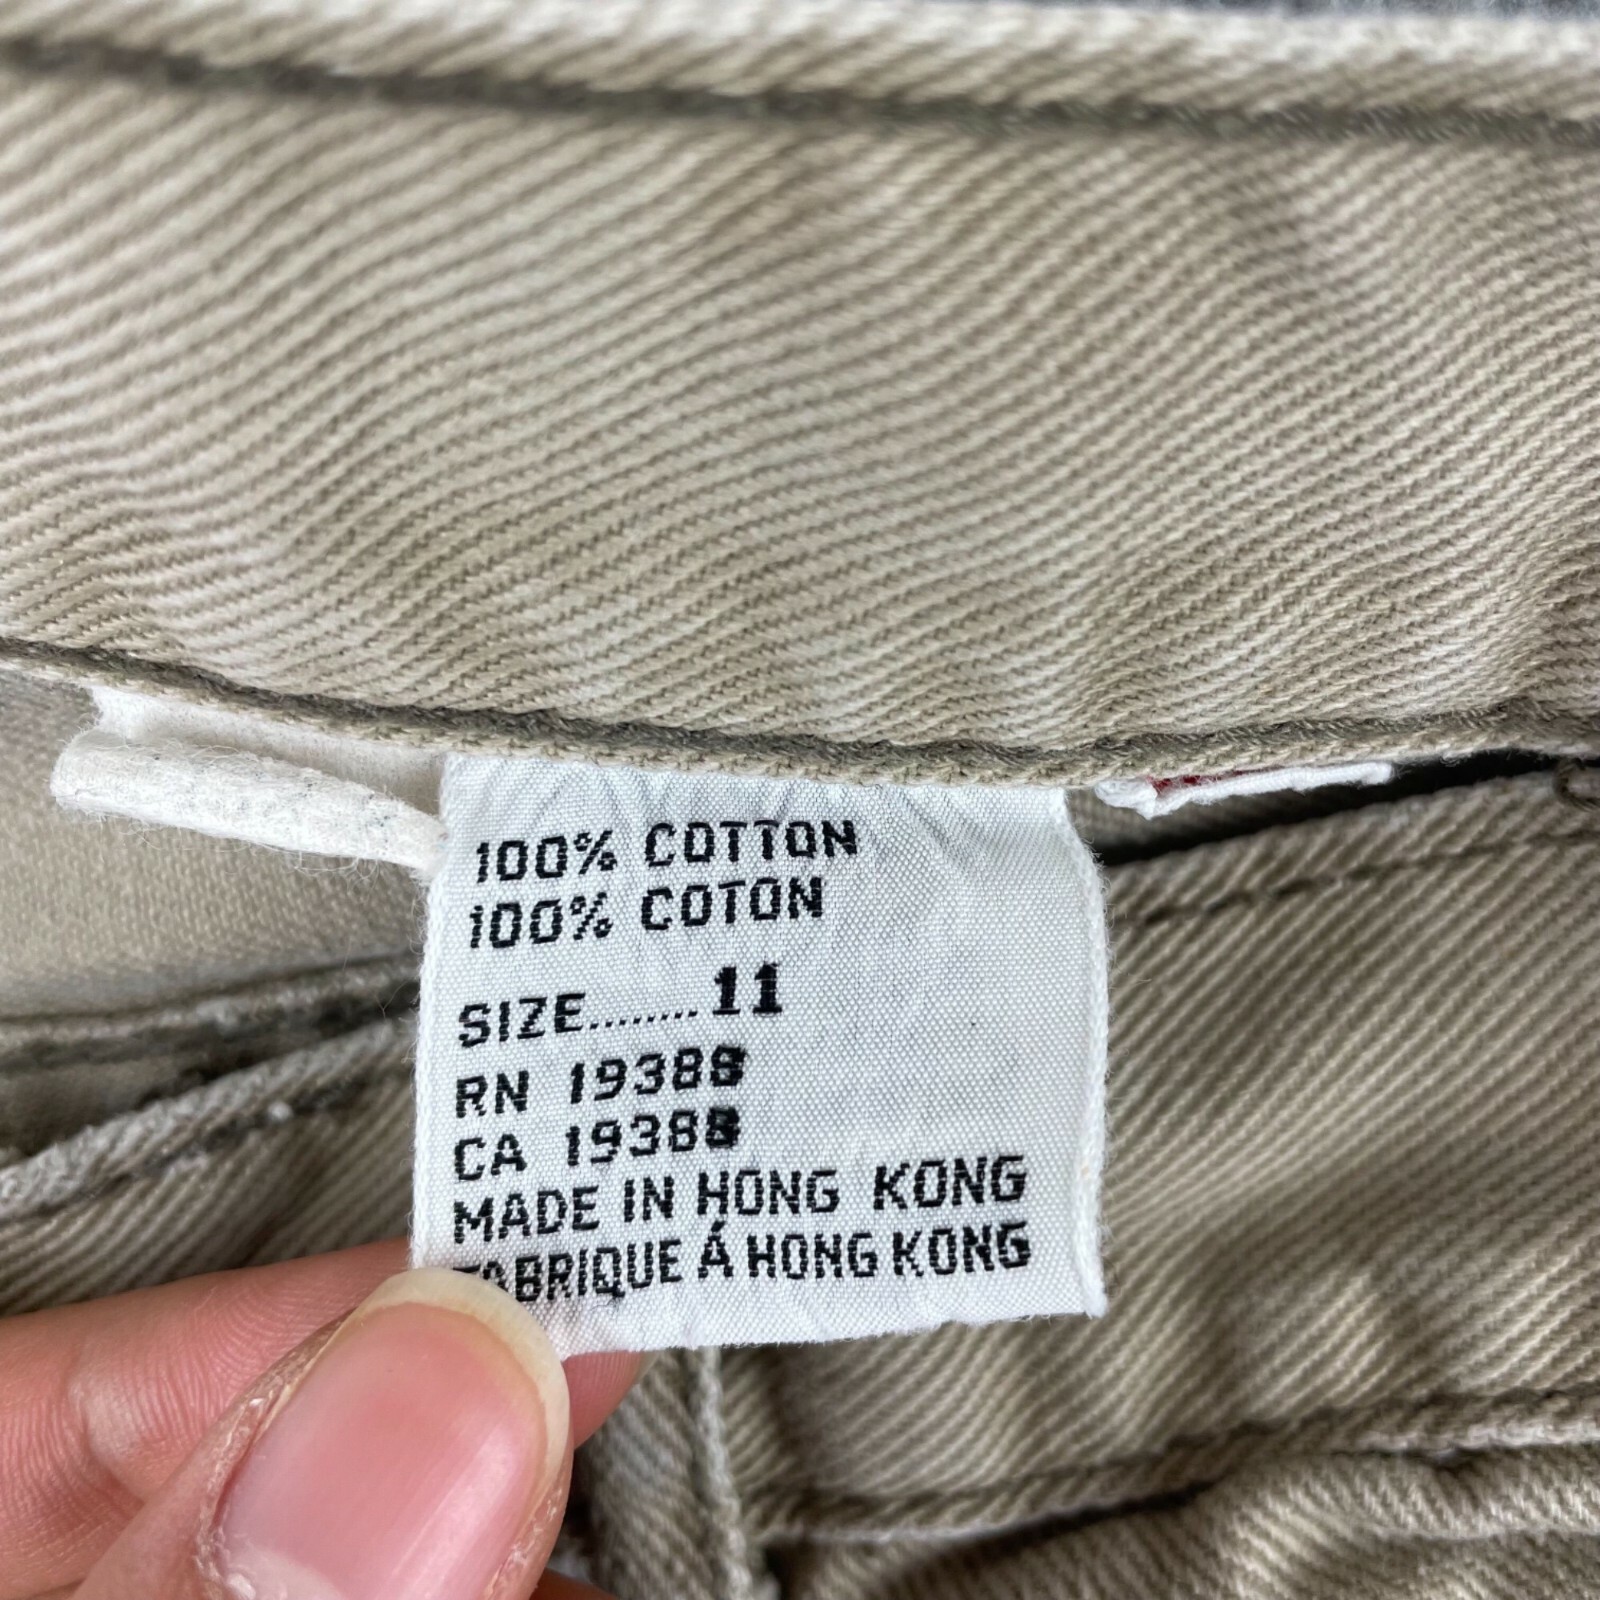 100% COTTON
100% COTON
SIZE........11
RN 19388
CA 19388
MADE IN HONG KONG
FABRIQUE Á HONG KONG